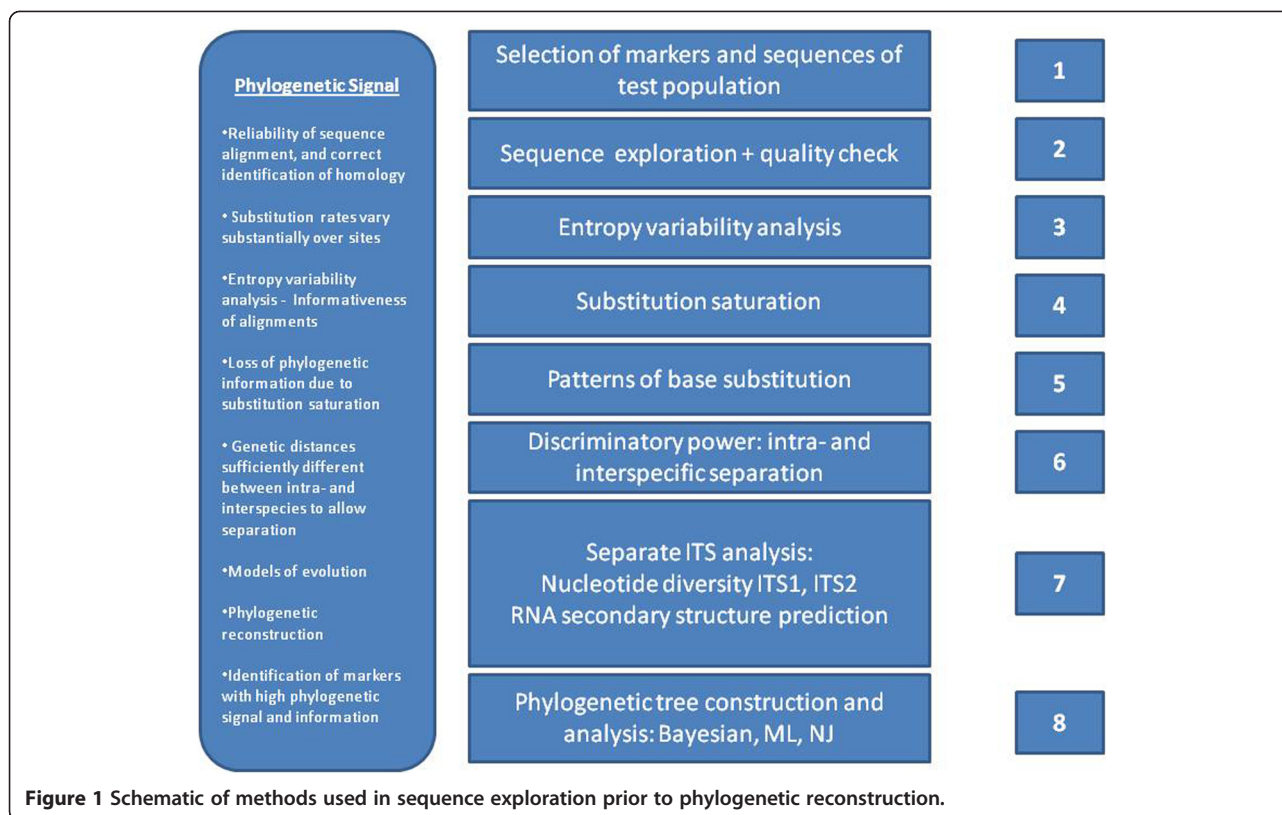 Phylogenetic Signal
•Reliability of sequence
alignment, and correct
identification of homology
• Substitution rates vary
substantially over sites
•Entropy variability
analysis - Informativeness
of alignments
•Loss of phylogenetic
information due to
substitution saturation
• Genetic distances
sufficiently different
between intra- and
interspecies to allow
separation
•Models of evolution
•Phylogenetic
reconstruction
•Identification of markers
with high phylogenetic
signal and information
Selection of markers and sequences of
test population
1
Sequence exploration + quality check
2
Entropy variability analysis
3
Substitution saturation
4
Patterns of base substitution
5
Discriminatory power: intra- and
interspecific separation
6
Separate ITS analysis:
Nucleotide diversity ITS1, ITS2
RNA secondary structure prediction
7
Phylogenetic tree construction and
analysis: Bayesian, ML, NJ
8
Figure 1 Schematic of methods used in sequence exploration prior to phylogenetic reconstruction.